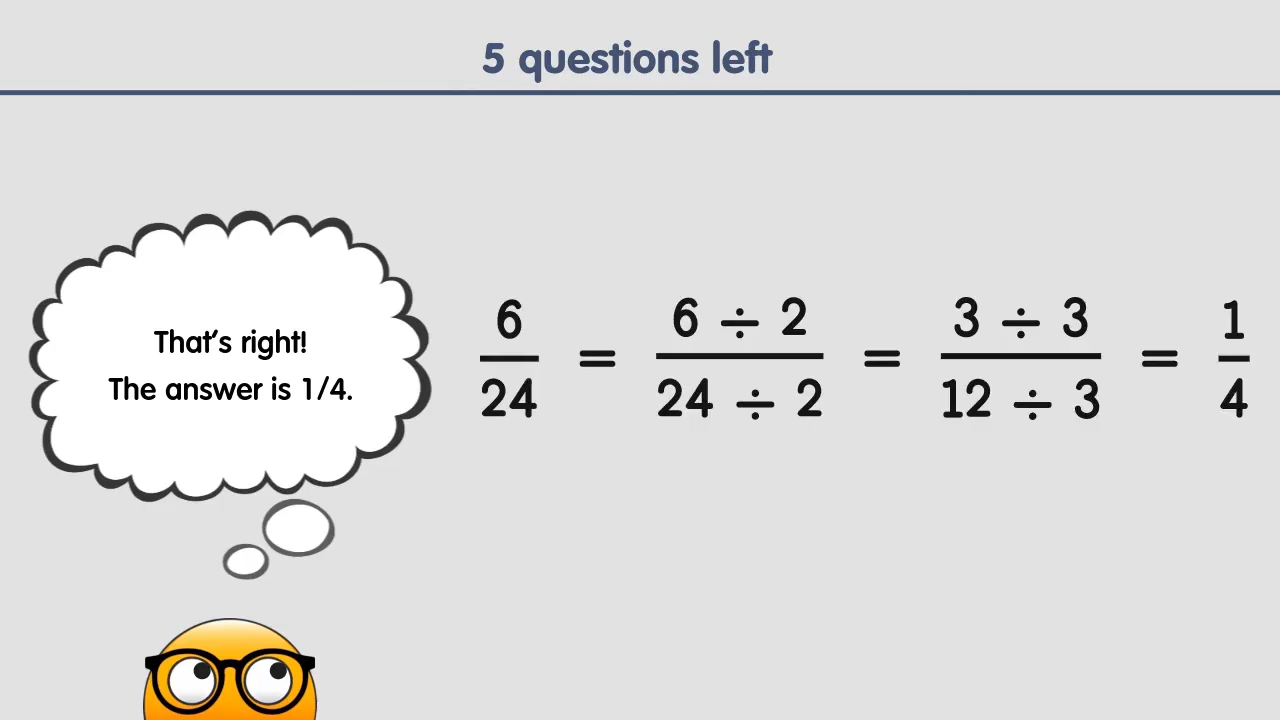 5 questions left
That's right!
The answer is 1/4.
6/24 = (6 ÷ 2)/(24 ÷ 2) = (3 ÷ 3)/(12 ÷ 3) = 1/4